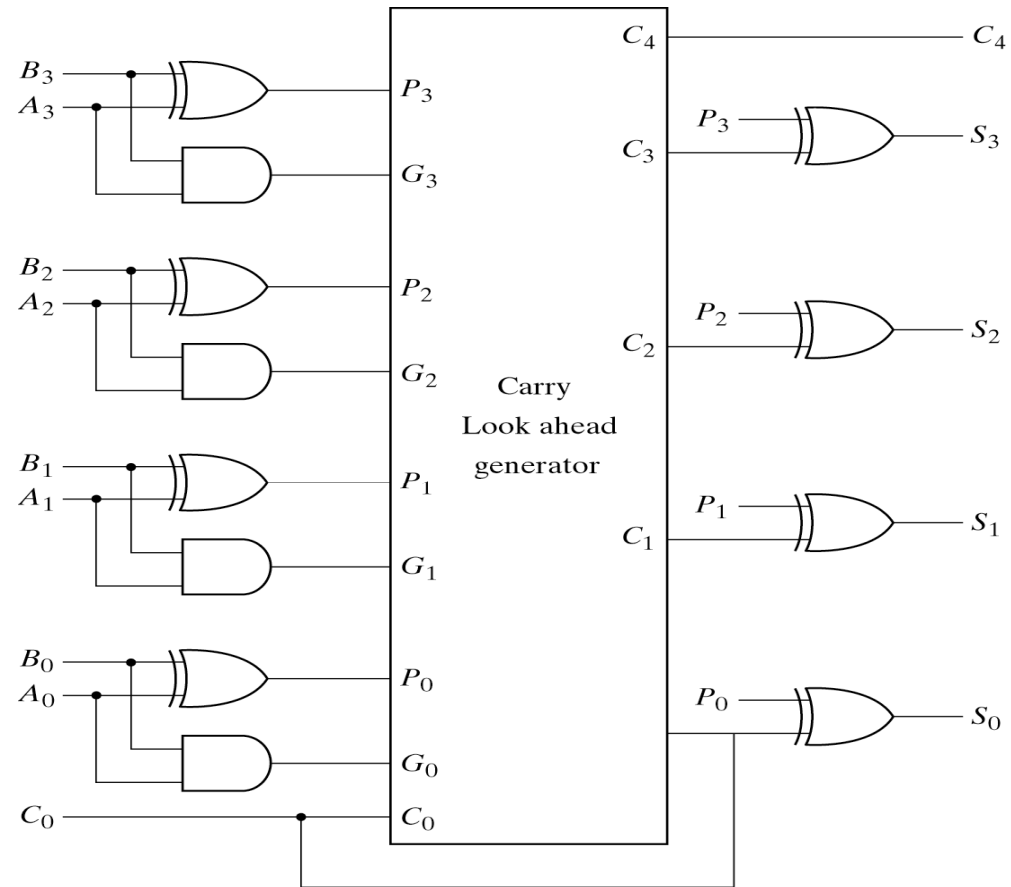 B₃
A₃
P₃
G₃
B₂
A₂
P₂
G₂
B₁
A₁
P₁
G₁
B₀
A₀
P₀
G₀
C₀
C₀
Carry
Look ahead
generator
C₄
C₄
P₃
C₃
S₃
P₂
C₂
S₂
P₁
C₁
S₁
P₀
S₀